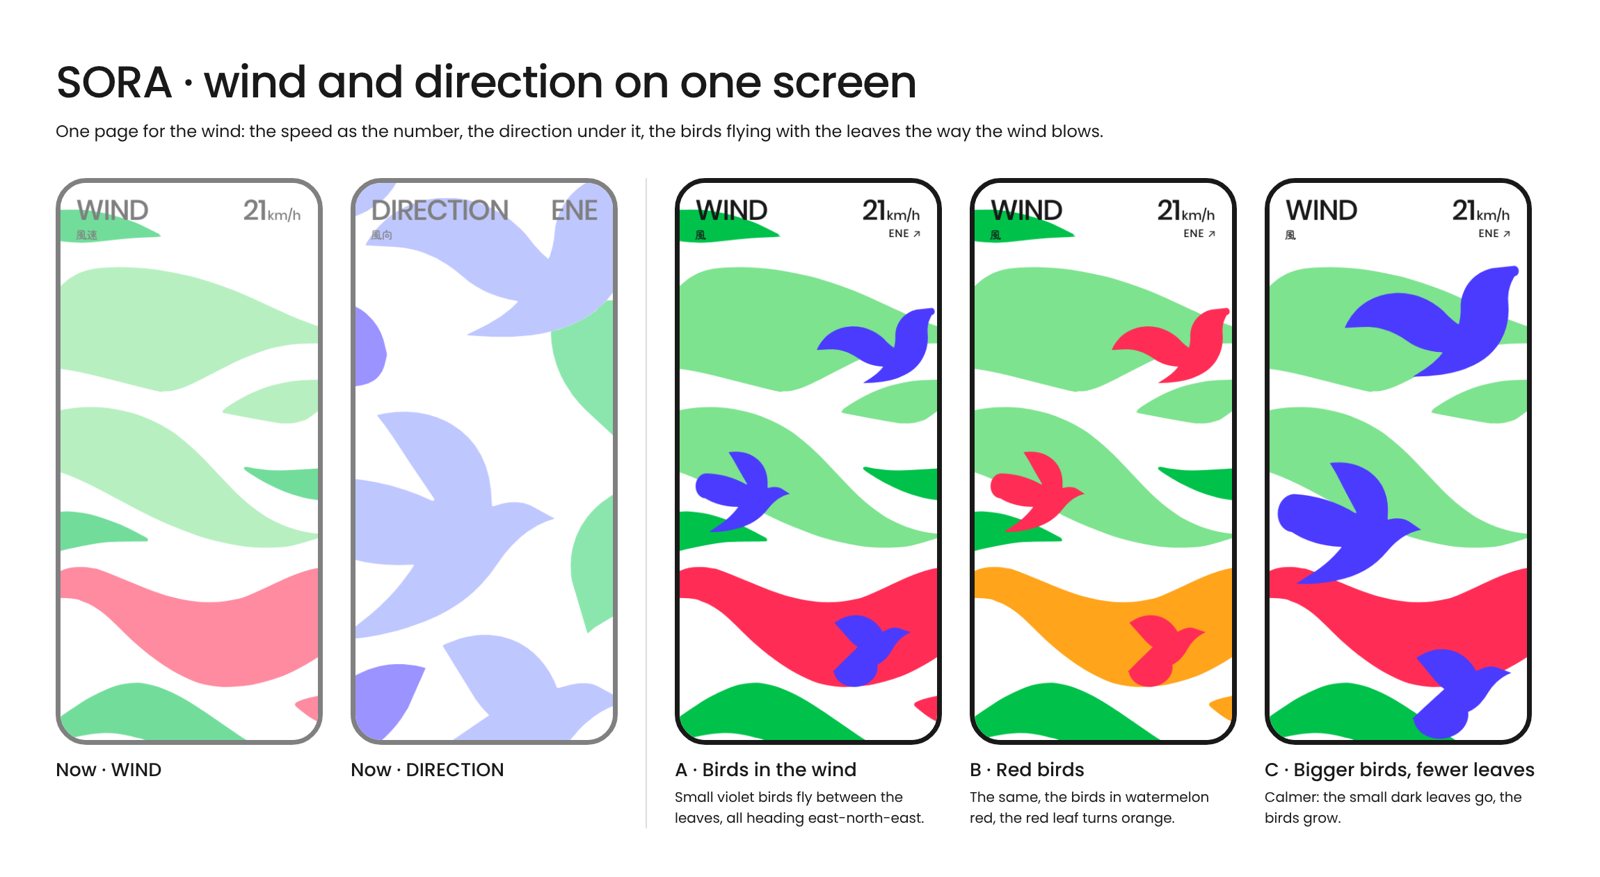 SORA · wind and direction on one screen
One page for the wind: the speed as the number, the direction under it, the birds flying with the leaves the way the wind blows.
WIND 21km/h
風速
Now · WIND
DIRECTION ENE
風向
Now · DIRECTION
WIND 21km/h
風 ENE ↗
A · Birds in the wind
Small violet birds fly between the
leaves, all heading east-north-east.
WIND 21km/h
風 ENE ↗
B · Red birds
The same, the birds in watermelon
red, the red leaf turns orange.
WIND 21km/h
風 ENE ↗
C · Bigger birds, fewer leaves
Calmer: the small dark leaves go, the
birds grow.